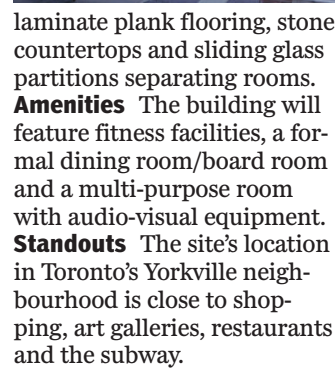 laminate plank flooring, stone
countertops and sliding glass
partitions separating rooms.
Amenities The building will
feature fitness facilities, a for-
mal dining room/board room
and a multi-purpose room
with audio-visual equipment.
Standouts The site’s location
in Toronto’s Yorkville neigh-
bourhood is close to shop-
ping, art galleries, restaurants
and the subway.